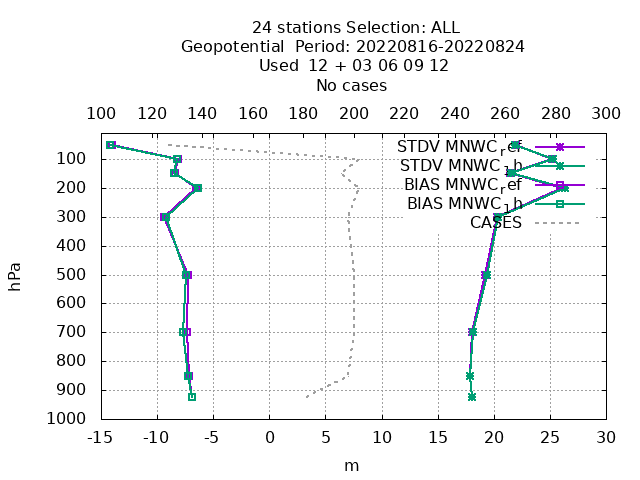 24 stations Selection: ALL
Geopotential  Period: 20220816-20220824
Used  12 + 03 06 09 12
No cases
100 120 140 160 180 200 220 240 260 280 300
STDV MNWC_ref
STDV MNWC_1h
BIAS MNWC_ref
BIAS MNWC_1h
CASES
100
200
300
400
500
600
700
800
900
1000
hPa
-15 -10 -5 0 5 10 15 20 25 30
m